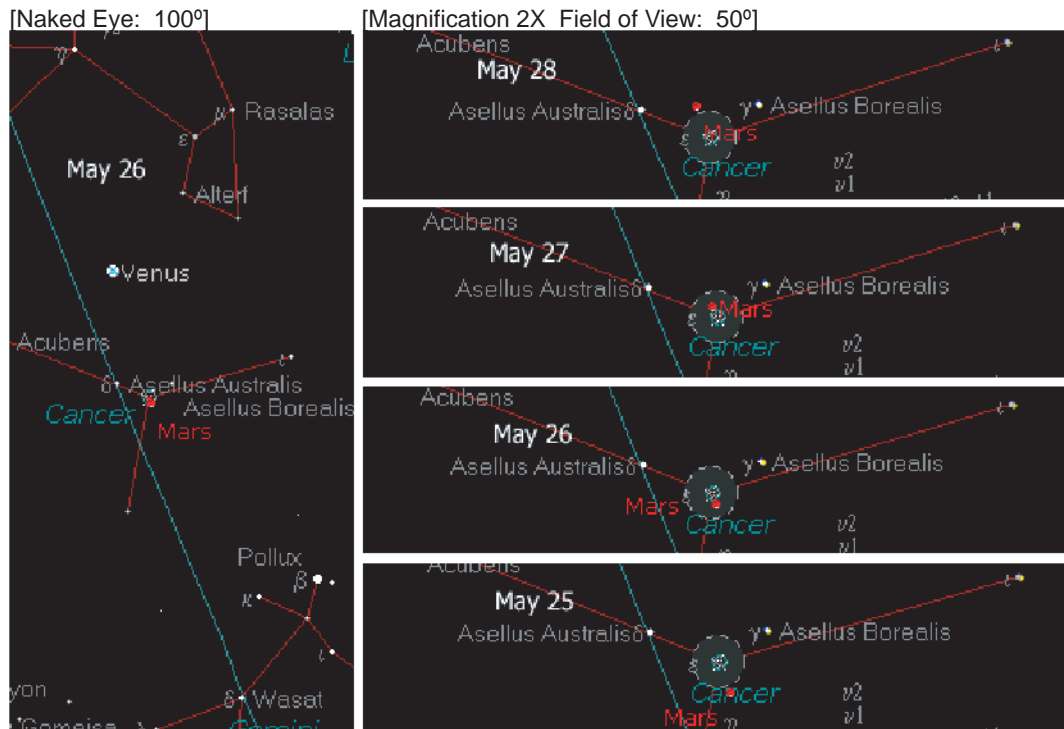 [Naked Eye: 100º]
γ
μ Rasalas
ε
May 26
Alterf
Venus
Acubens
ι
δ Asellus Australis
Cancer
Asellus Borealis
Mars
Pollux
β
κ
ι
δ Wasat
[Magnification 2X Field of View: 50º]
Acubens
ι
May 28
Asellus Australis δ
γ Asellus Borealis
ε Mars
Cancer
ν2
ν1
Acubens
ι
May 27
Asellus Australis δ
γ Asellus Borealis
ε Mars
Cancer
ν2
ν1
Acubens
ι
May 26
Asellus Australis δ
γ Asellus Borealis
ε
Mars
Cancer
ν2
ν1
Acubens
ι
May 25
Asellus Australis δ
γ Asellus Borealis
ε
Cancer
ν2
Mars
ν1